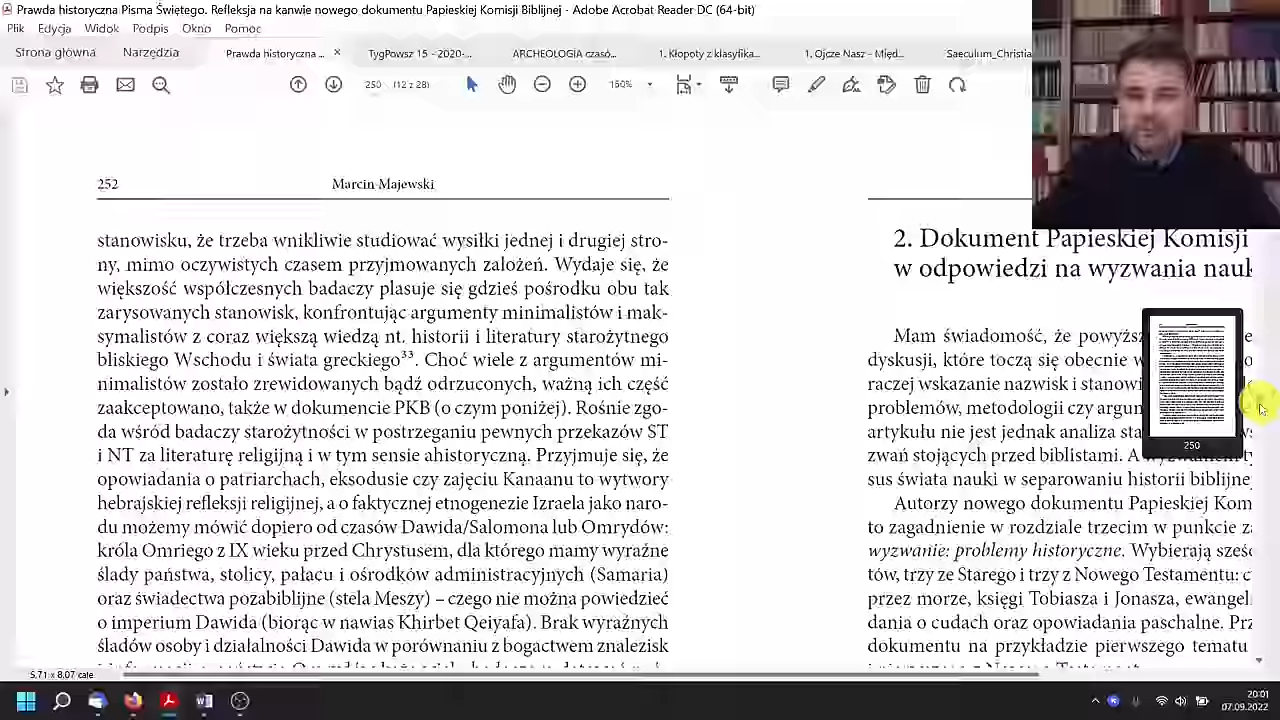 Prawda historyczna Pisma Świętego. Refleksja na kanwie nowego dokumentu Papieskiej Komisji Biblijnej - Adobe Acrobat Reader DC (64-bit)
Plik Edycja Widok Podpis Okno Pomoc
Strona główna Narzędzia Prawda historyczna ... × TygPowsz 15 - 2020-... ARCHEOLOGIA czasó... 1. Kłopoty z klasyfika... 1. Ojcze Nasz – Międ... Saeculum_Christia
250 (12 z 28) 150%
252 Marcin Majewski
stanowisku, że trzeba wnikliwie studiować wysiłki jednej i drugiej stro-
ny, mimo oczywistych czasem przyjmowanych założeń. Wydaje się, że
większość współczesnych badaczy plasuje się gdzieś pośrodku obu tak
zarysowanych stanowisk, konfrontując argumenty minimalistów i mak-
symalistów z coraz większą wiedzą nt. historii i literatury starożytnego
bliskiego Wschodu i świata greckiego³³. Choć wiele z argumentów mi-
nimalistów zostało zrewidowanych bądź odrzuconych, ważną ich część
zaakceptowano, także w dokumencie PKB (o czym poniżej). Rośnie zgo-
da wśród badaczy starożytności w postrzeganiu pewnych przekazów ST
i NT za literaturę religijną i w tym sensie ahistoryczną. Przyjmuje się, że
opowiadania o patriarchach, eksodusie czy zajęciu Kanaanu to wytwory
hebrajskiej refleksji religijnej, a o faktycznej etnogenezie Izraela jako naro-
du możemy mówić dopiero od czasów Dawida/Salomona lub Omrydów:
króla Omriego z IX wieku przed Chrystusem, dla którego mamy wyraźne
ślady państwa, stolicy, pałacu i ośrodków administracyjnych (Samaria)
oraz świadectwa pozabiblijne (stela Meszy) – czego nie można powiedzieć
o imperium Dawida (biorąc w nawias Khirbet Qeiyafa). Brak wyraźnych
śladów osoby i działalności Dawida w porównaniu z bogactwem znalezisk
2. Dokument Papieskiej Komisji
w odpowiedzi na wyzwania nauk
Mam świadomość, że powyżs
dyskusji, które toczą się obecnie w
raczej wskazanie nazwisk i stanowi
problemów, metodologii czy argum
artykułu nie jest jednak analiza sta
zwań stojących przed biblistami. A
sus świata nauki w separowaniu historii biblijne
Autorzy nowego dokumentu Papieskiej Kom
to zagadnienie w rozdziale trzecim w punkcie za
wyzwanie: problemy historyczne. Wybierają sześć
tów, trzy ze Starego i trzy z Nowego Testamentu: c
przez morze, księgi Tobiasza i Jonasza, ewangel
dania o cudach oraz opowiadania paschalne. Prz
dokumentu na przykładzie pierwszego tematu
250
5,71 x 8,07 cale
20:01
07.09.2022